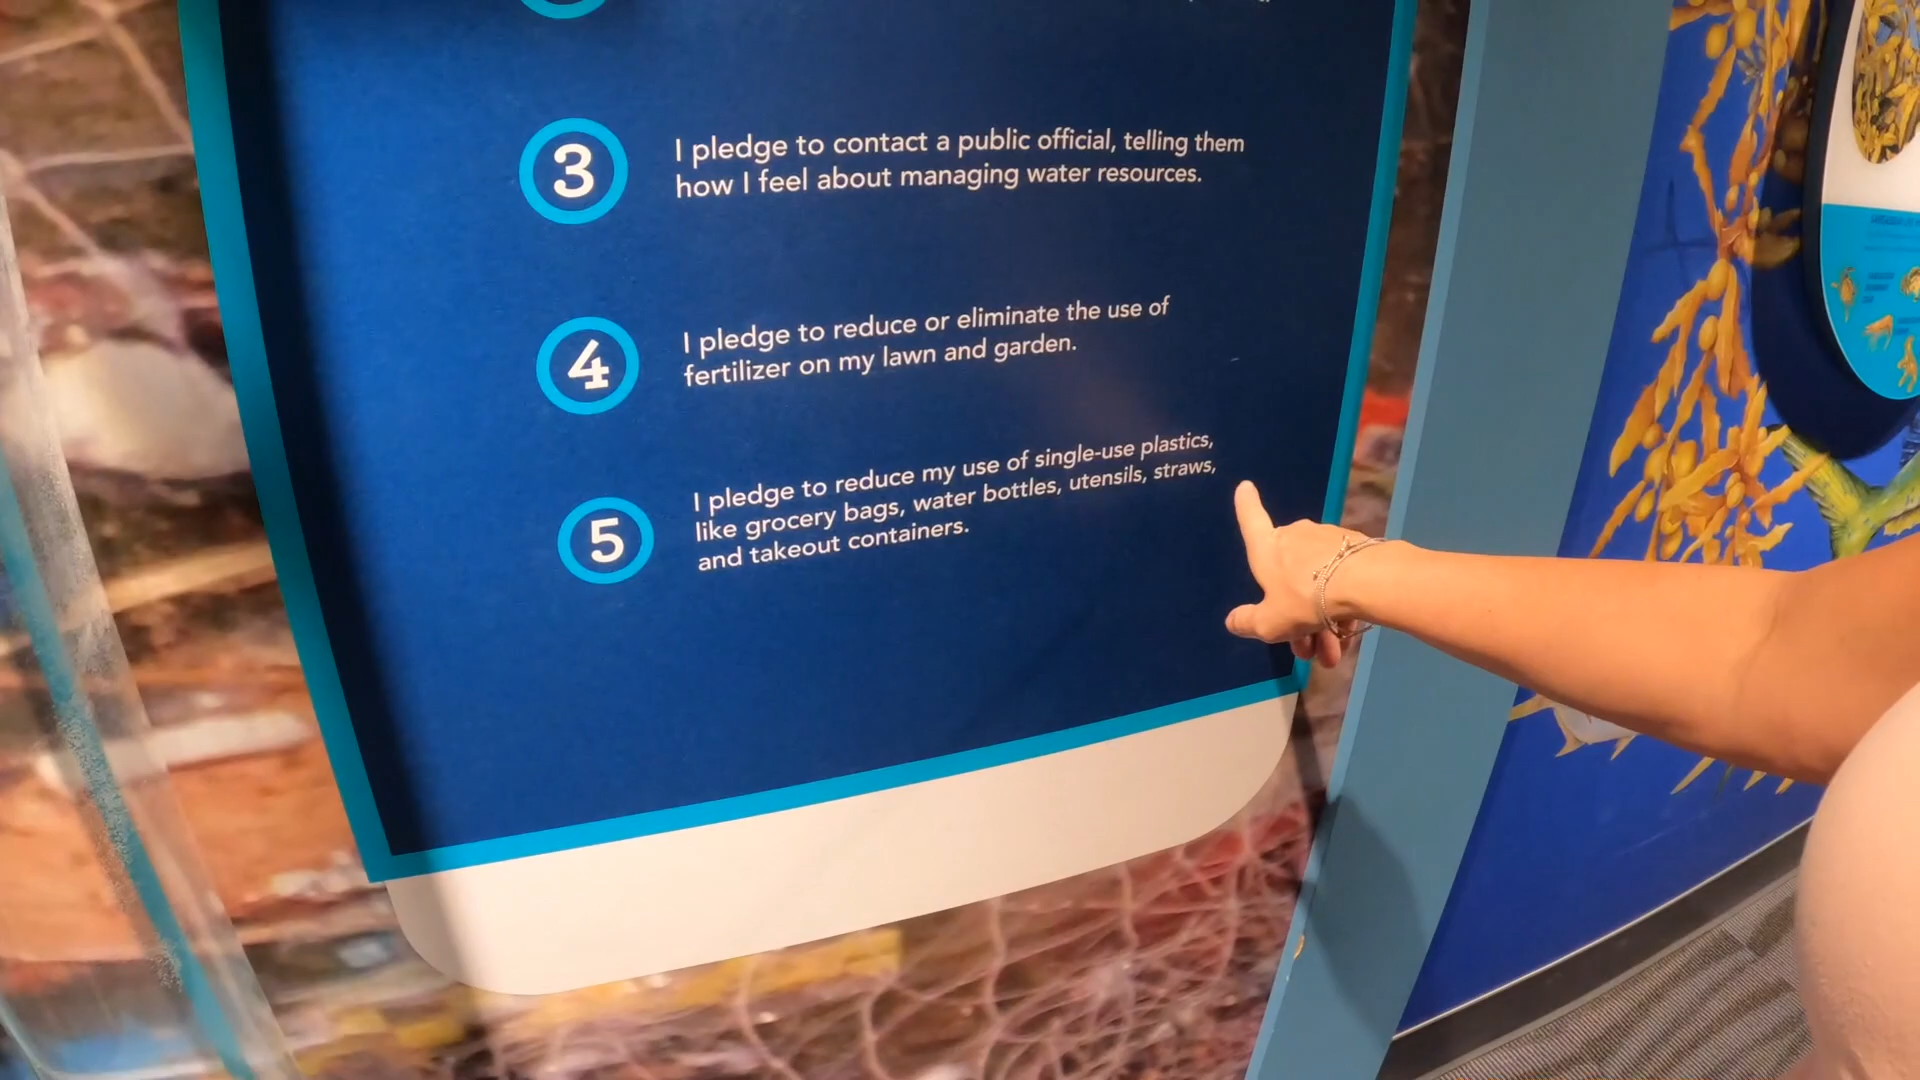 3
I pledge to contact a public official, telling them
how I feel about managing water resources.
4
I pledge to reduce or eliminate the use of
fertilizer on my lawn and garden.
5
I pledge to reduce my use of single-use plastics,
like grocery bags, water bottles, utensils, straws,
and takeout containers.